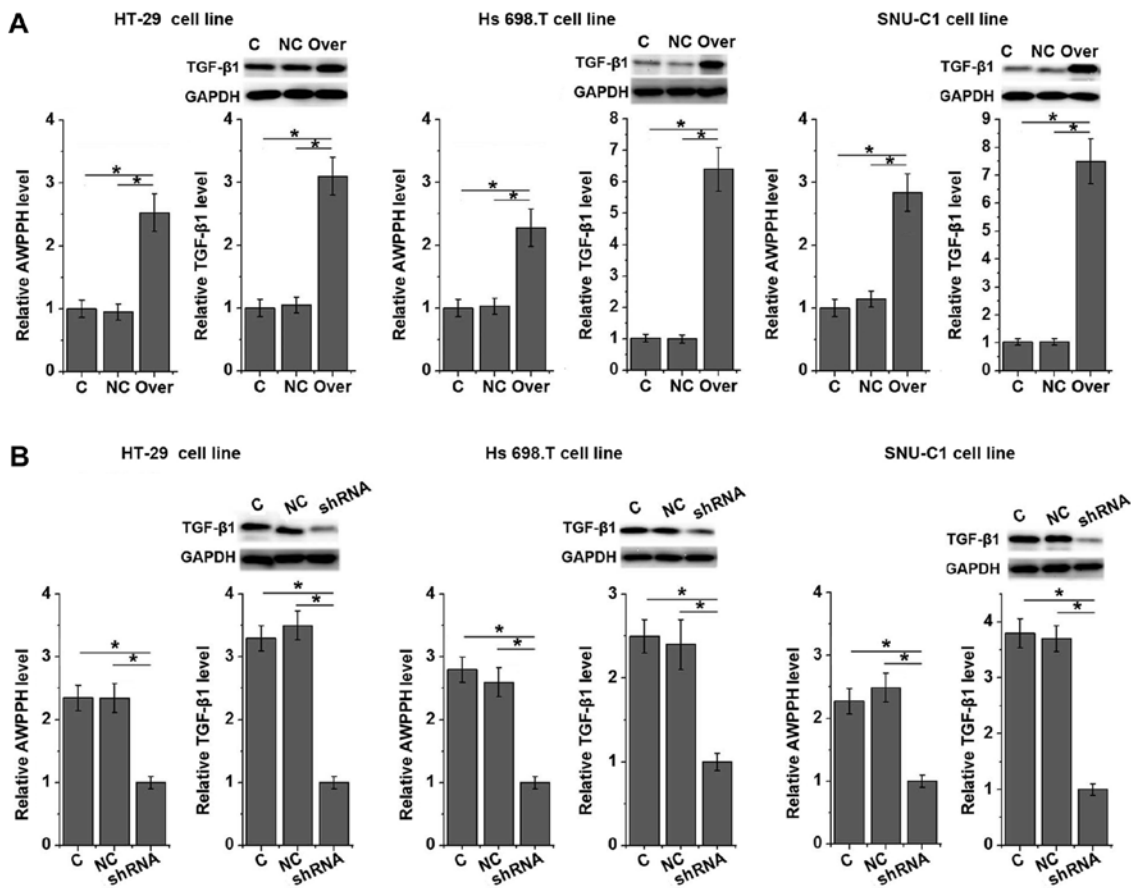 A
HT-29 cell line
Hs 698.T cell line
SNU-C1 cell line
C NC Over
TGF-β1
GAPDH
C NC Over
TGF-β1
GAPDH
C NC Over
TGF-β1
GAPDH
Relative AWPPH level
4
3
2
1
0
* *
C NC Over
Relative TGF-β1 level
4
3
2
1
0
* *
C NC Over
Relative AWPPH level
4
3
2
1
0
* *
C NC Over
Relative TGF-β1 level
8
7
6
5
4
3
2
1
0
* *
C NC Over
Relative AWPPH level
4
3
2
1
0
* *
C NC Over
Relative TGF-β1 level
9
8
7
6
5
4
3
2
1
0
* *
C NC Over
B
HT-29 cell line
Hs 698.T cell line
SNU-C1 cell line
C NC shRNA
TGF-β1
GAPDH
C NC shRNA
TGF-β1
GAPDH
C NC shRNA
TGF-β1
GAPDH
Relative AWPPH level
4
3
2
1
0
* *
C NC shRNA
Relative TGF-β1 level
4
3
2
1
0
* *
C NC shRNA
Relative AWPPH level
4
3
2
1
0
* *
C NC shRNA
Relative TGF-β1 level
3
2
1
0
* *
C NC shRNA
Relative AWPPH level
4
3
2
1
0
* *
C NC shRNA
Relative TGF-β1 level
4
3
2
1
0
* *
C NC shRNA